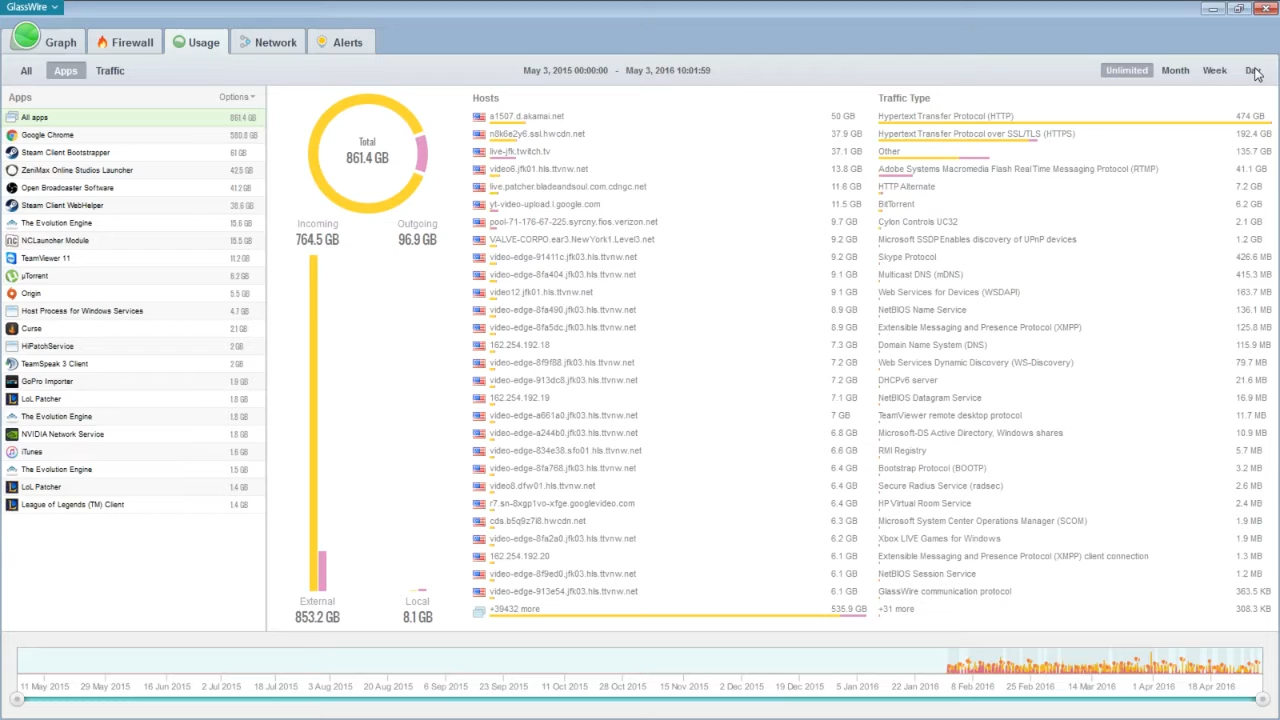 GlassWire
Graph Firewall Usage Network Alerts
All Apps Traffic May 3, 2015 00:00:00 - May 3, 2016 10:01:59 Unlimited Month Week
Apps Options
All apps 861.4 GB
Google Chrome 580.8 GB
Steam Client Bootstrapper 61 GB
ZeniMax Online Studios Launcher 42.5 GB
Open Broadcaster Software 41.2 GB
Steam Client WebHelper 38.6 GB
The Evolution Engine 15.6 GB
NCLauncher Module 15.5 GB
TeamViewer 11 11.2 GB
µTorrent 6.2 GB
Origin 5.5 GB
Host Process for Windows Services 4.7 GB
Curse 2.1 GB
HiPatchService 2 GB
TeamSpeak 3 Client 2 GB
GoPro Importer 1.9 GB
LoL Patcher 1.8 GB
The Evolution Engine 1.8 GB
NVIDIA Network Service 1.8 GB
iTunes 1.6 GB
The Evolution Engine 1.5 GB
LoL Patcher 1.4 GB
League of Legends (TM) Client 1.4 GB
Total
861.4 GB
Incoming Outgoing
764.5 GB 96.9 GB
External Local
853.2 GB 8.1 GB
Hosts
a1507.d.akamai.net 50 GB
n8k6e2y6.ssl.hwcdn.net 37.9 GB
live-jfk.twitch.tv 37.1 GB
video6.jfk01.hls.ttvnw.net 13.8 GB
live.patcher.bladeandsoul.com.cdngc.net 11.6 GB
yt-video-upload.l.google.com 11.5 GB
pool-71-176-67-225.syrcny.fios.verizon.net 9.7 GB
VALVE-CORPO.ear3.NewYork1.Level3.net 9.2 GB
video-edge-91411c.jfk03.hls.ttvnw.net 9.2 GB
video-edge-8fa404.jfk03.hls.ttvnw.net 9.1 GB
video12.jfk01.hls.ttvnw.net 9.1 GB
video-edge-8fa490.jfk03.hls.ttvnw.net 8.9 GB
video-edge-8fa5dc.jfk03.hls.ttvnw.net 8.9 GB
162.254.192.18 7.3 GB
video-edge-8f9f88.jfk03.hls.ttvnw.net 7.2 GB
video-edge-913dc8.jfk03.hls.ttvnw.net 7.2 GB
162.254.192.19 7.1 GB
video-edge-a661a0.jfk03.hls.ttvnw.net 7 GB
video-edge-a244b0.jfk03.hls.ttvnw.net 6.8 GB
video-edge-834e38.sfo01.hls.ttvnw.net 6.6 GB
video-edge-8fa768.jfk03.hls.ttvnw.net 6.4 GB
video8.dfw01.hls.ttvnw.net 6.4 GB
r7.sn-8xgp1vo-xfge.googlevideo.com 6.3 GB
cds.b5q9z7i8.hwcdn.net 6.3 GB
video-edge-8fa2a0.jfk03.hls.ttvnw.net 6.2 GB
162.254.192.20 6.1 GB
video-edge-8f9ed0.jfk03.hls.ttvnw.net 6.1 GB
video-edge-913e54.jfk03.hls.ttvnw.net 6.1 GB
+39432 more 535.9 GB
Traffic Type
Hypertext Transfer Protocol (HTTP) 474 GB
Hypertext Transfer Protocol over SSL/TLS (HTTPS) 192.4 GB
Other 135.7 GB
Adobe Systems Macromedia Flash Real Time Messaging Protocol (RTMP) 41.1 GB
HTTP Alternate 7.2 GB
BitTorrent 6.2 GB
Cylon Controls UC32 2.1 GB
Microsoft SSDP Enables discovery of UPnP devices 1.2 GB
Skype Protocol 426.6 MB
Multicast DNS (mDNS) 415.3 MB
Web Services for Devices (WSDAPI) 163.7 MB
NetBIOS Name Service 136.1 MB
Extensible Messaging and Presence Protocol (XMPP) 125.8 MB
Domain Name System (DNS) 115.9 MB
Web Services Dynamic Discovery (WS-Discovery) 79.7 MB
DHCPv6 server 21.6 MB
NetBIOS Datagram Service 16.9 MB
TeamViewer remote desktop protocol 11.7 MB
Microsoft-DS Active Directory, Windows shares 10.9 MB
RMI Registry 5.7 MB
Bootstrap Protocol (BOOTP) 3.2 MB
Secure Radius Service (radsec) 2.6 MB
HP Virtual Room Service 2.4 MB
Microsoft System Center Operations Manager (SCOM) 1.9 MB
Xbox LIVE Games for Windows 1.9 MB
Extensible Messaging and Presence Protocol (XMPP) client connection 1.3 MB
NetBIOS Session Service 1.2 MB
GlassWire communication protocol 363.5 KB
+31 more 308.3 KB
11 May 2015 29 May 2015 16 Jun 2015 2 Jul 2015 14 Jul 2015 3 Aug 2015 20 Aug 2015 6 Sep 2015 23 Sep 2015 11 Oct 2015 28 Oct 2015 15 Nov 2015 2 Dec 2015 19 Dec 2015 5 Jan 2016 22 Jan 2016 8 Feb 2016 25 Feb 2016 14 Mar 2016 1 Apr 2016 18 Apr 2016